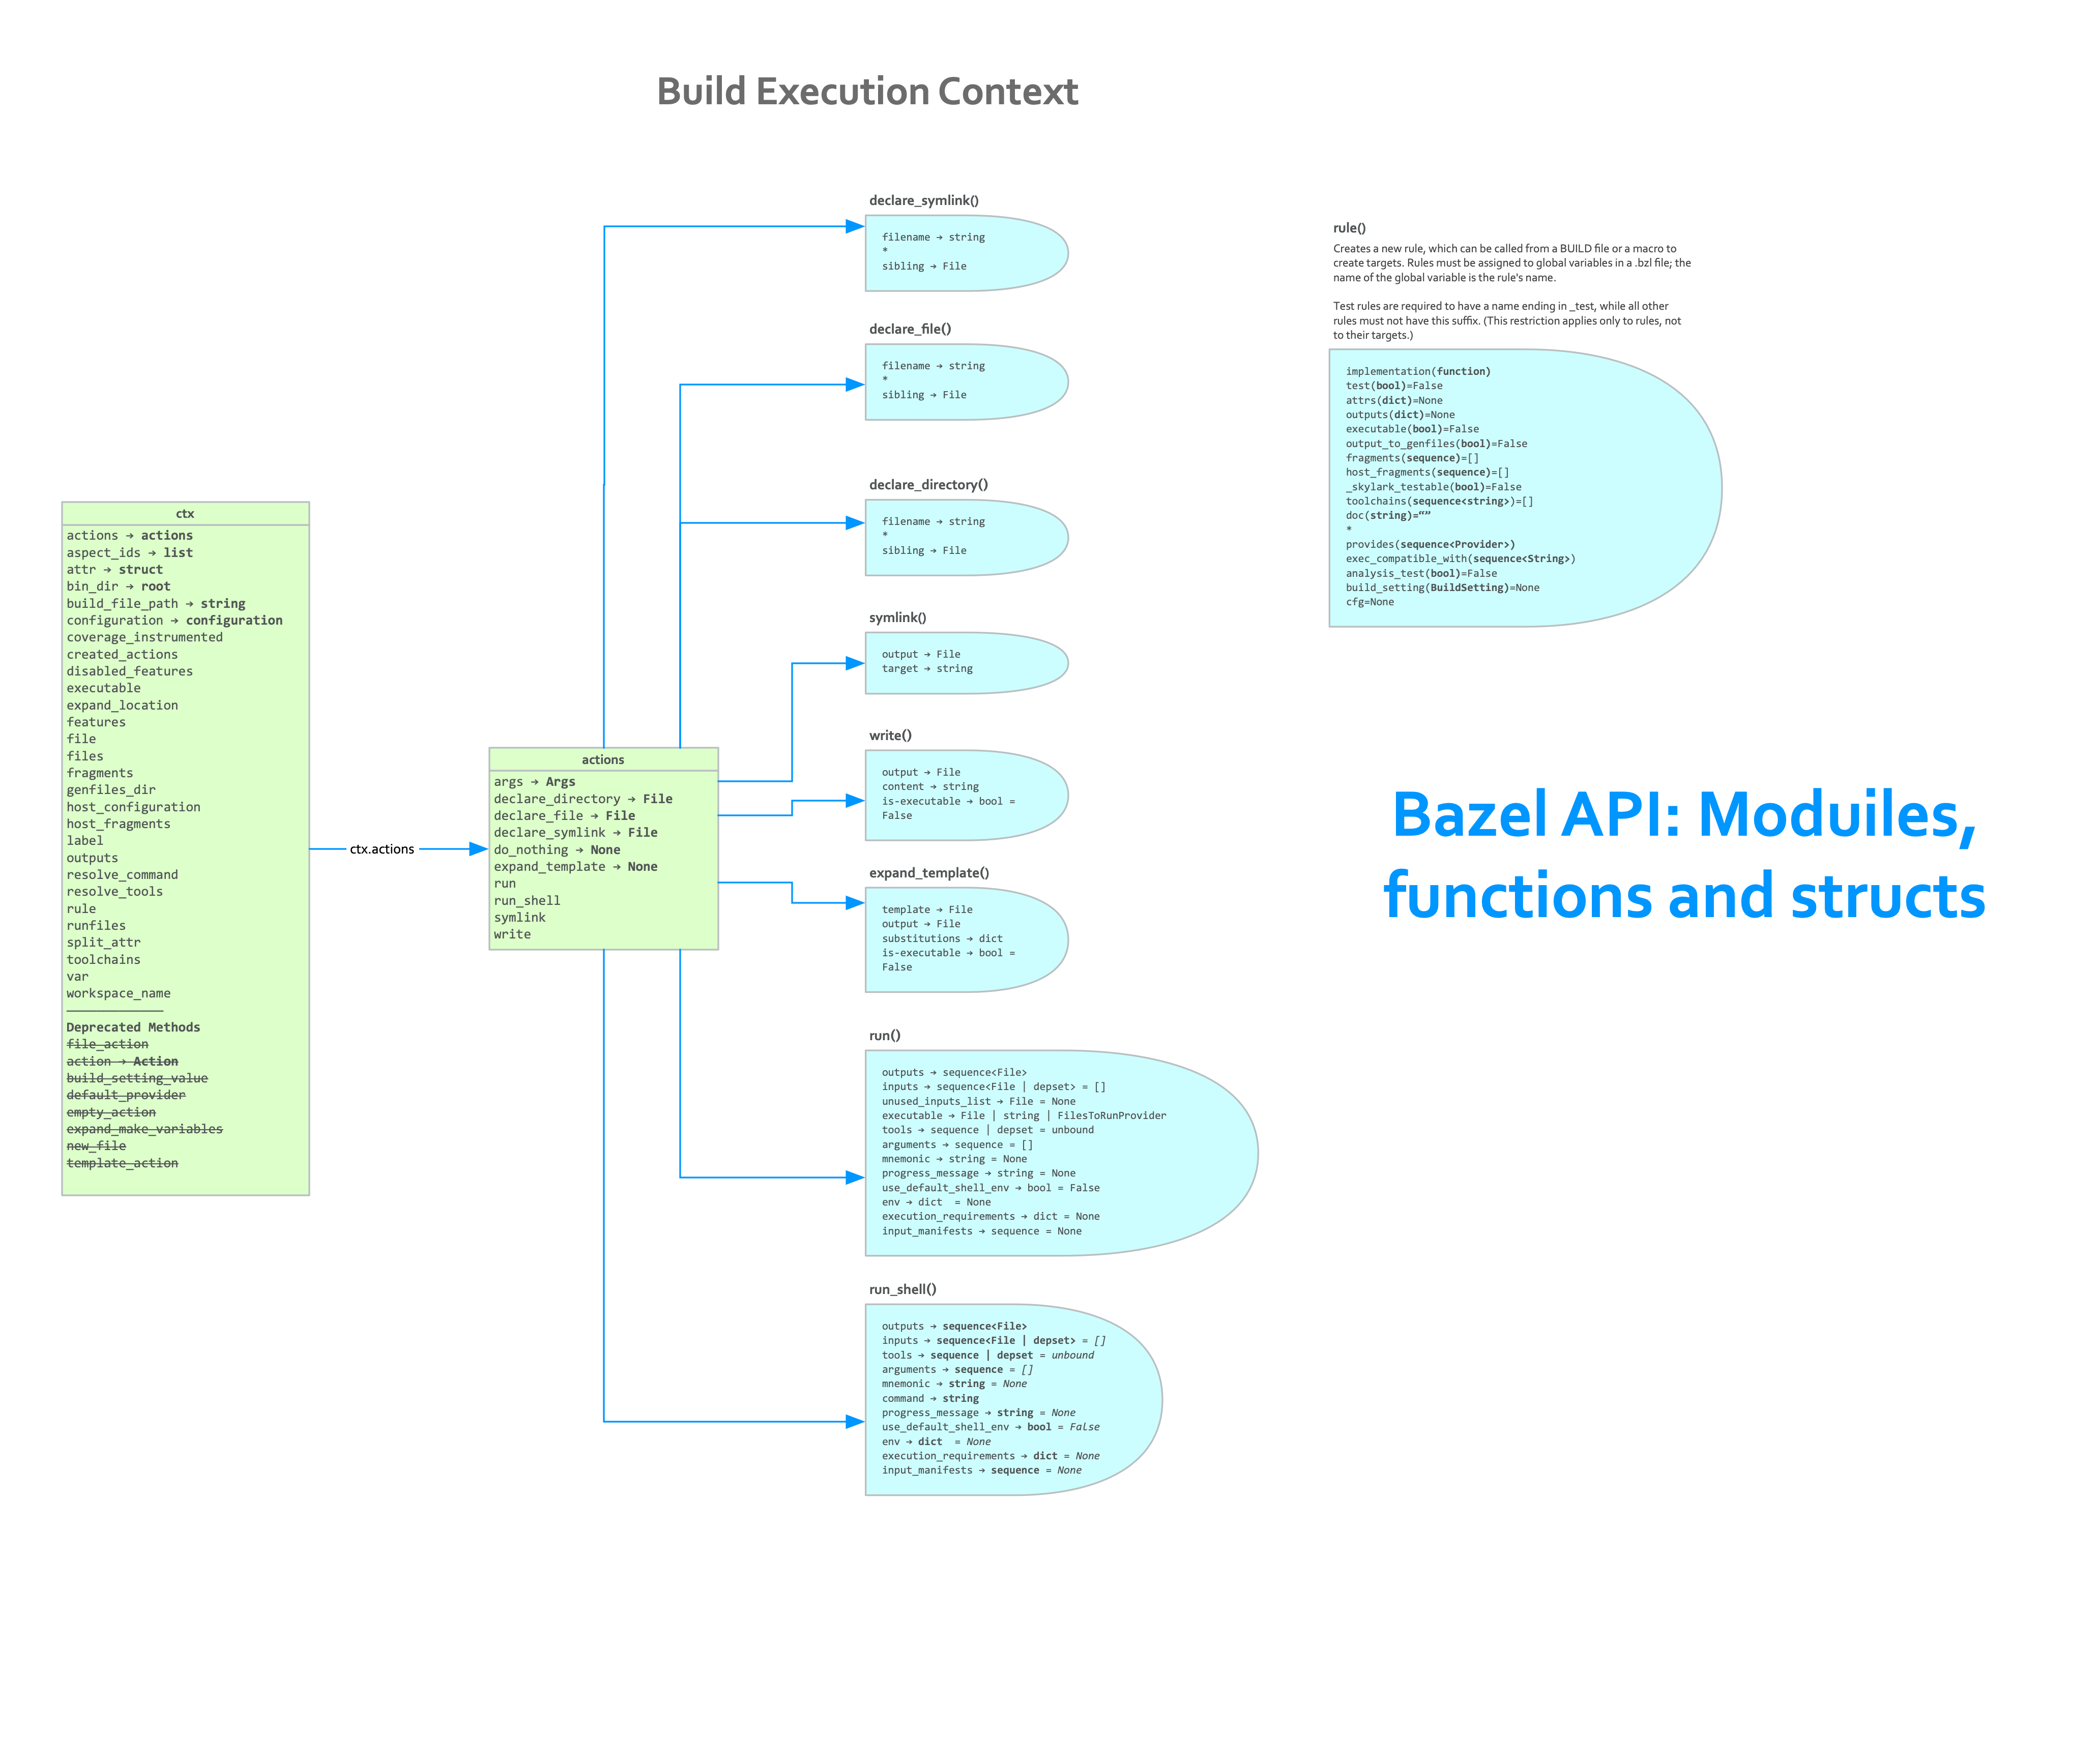 Build Execution Context
ctx
actions → actions
aspect_ids → list
attr → struct
bin_dir → root
build_file_path → string
configuration → configuration
coverage_instrumented
created_actions
disabled_features
executable
expand_location
features
file
files
fragments
genfiles_dir
host_configuration
host_fragments
label
outputs
resolve_command
resolve_tools
rule
runfiles
split_attr
toolchains
var
workspace_name
Deprecated Methods
file_action
action → Action
build_setting_value
default_provider
empty_action
expand_make_variables
new_file
template_action
ctx.actions
actions
args → Args
declare_directory → File
declare_file → File
declare_symlink → File
do_nothing → None
expand_template → None
run
run_shell
symlink
write
declare_symlink()
filename → string
*
sibling → File
declare_file()
filename → string
*
sibling → File
declare_directory()
filename → string
*
sibling → File
symlink()
output → File
target → string
write()
output → File
content → string
is-executable → bool =
False
expand_template()
template → File
output → File
substitutions → dict
is-executable → bool =
False
run()
outputs → sequence<File>
inputs → sequence<File | depset> = []
unused_inputs_list → File = None
executable → File | string | FilesToRunProvider
tools → sequence | depset = unbound
arguments → sequence = []
mnemonic → string = None
progress_message → string = None
use_default_shell_env → bool = False
env → dict  = None
execution_requirements → dict = None
input_manifests → sequence = None
run_shell()
outputs → sequence<File>
inputs → sequence<File | depset> = []
tools → sequence | depset = unbound
arguments → sequence = []
mnemonic → string = None
command → string
progress_message → string = None
use_default_shell_env → bool = False
env → dict  = None
execution_requirements → dict = None
input_manifests → sequence = None
rule()
Creates a new rule, which can be called from a BUILD file or a macro to
create targets. Rules must be assigned to global variables in a .bzl file; the
name of the global variable is the rule's name.
Test rules are required to have a name ending in _test, while all other
rules must not have this suffix. (This restriction applies only to rules, not
to their targets.)
implementation(function)
test(bool)=False
attrs(dict)=None
outputs(dict)=None
executable(bool)=False
output_to_genfiles(bool)=False
fragments(sequence)=[]
host_fragments(sequence)=[]
_skylark_testable(bool)=False
toolchains(sequence<string>)=[]
doc(string)=“”
*
provides(sequence<Provider>)
exec_compatible_with(sequence<String>)
analysis_test(bool)=False
build_setting(BuildSetting)=None
cfg=None
Bazel API: Moduiles,
functions and structs